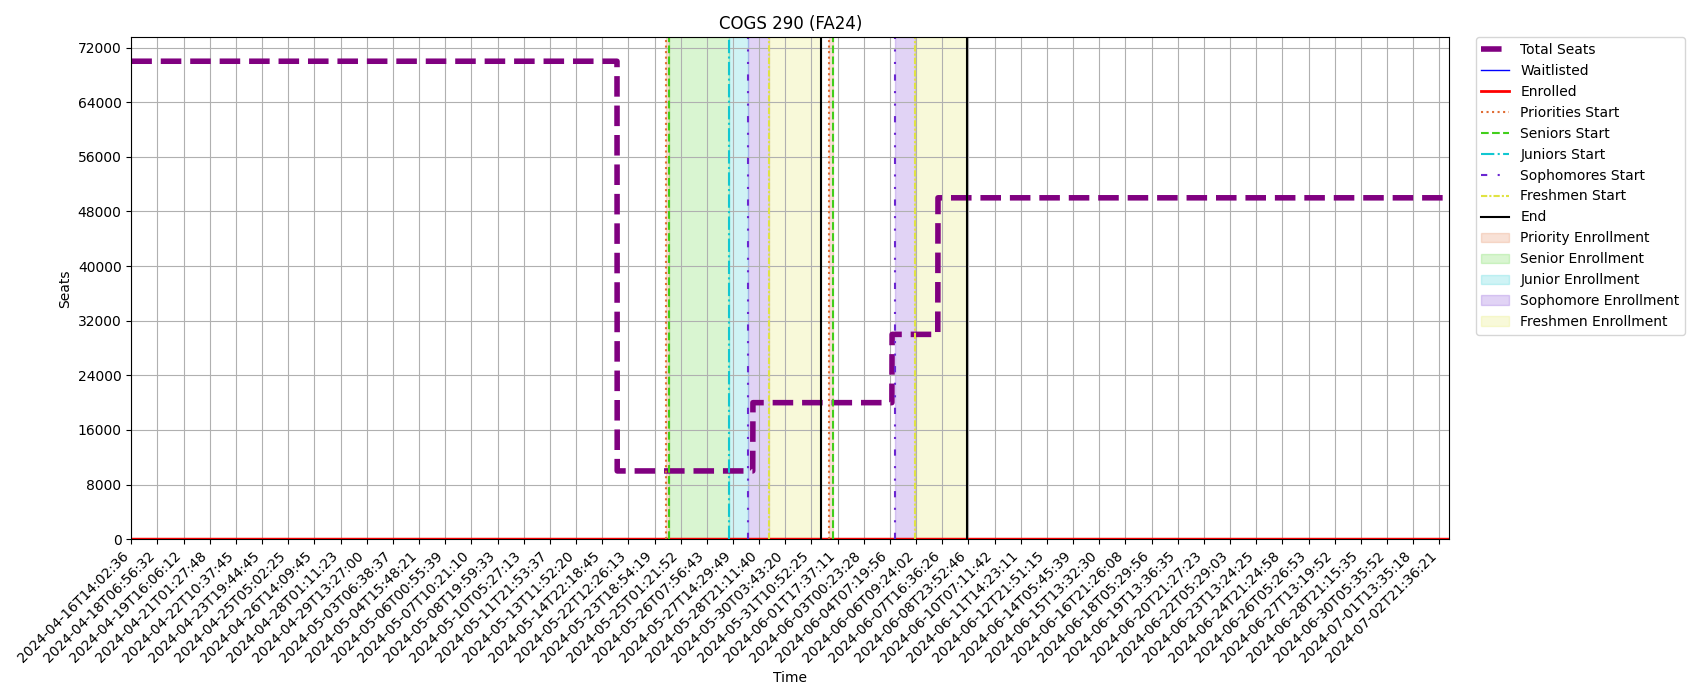 COGS 290 (FA24)
72000
64000
56000
48000
40000
32000
24000
16000
8000
0
Seats
2024-04-16T14:02:36
2024-04-18T06:56:32
2024-04-19T16:06:12
2024-04-21T01:27:48
2024-04-22T10:37:45
2024-04-23T19:44:45
2024-04-25T05:02:25
2024-04-26T14:09:45
2024-04-28T01:11:23
2024-04-29T13:27:00
2024-05-03T06:38:37
2024-05-04T15:48:21
2024-05-06T00:55:39
2024-05-07T10:21:10
2024-05-08T19:59:33
2024-05-10T05:27:13
2024-05-11T21:53:37
2024-05-13T11:52:20
2024-05-14T22:18:45
2024-05-22T12:26:13
2024-05-23T18:54:19
2024-05-25T01:21:52
2024-05-26T07:56:43
2024-05-27T14:29:49
2024-05-28T21:11:40
2024-05-30T03:43:20
2024-05-31T10:52:25
2024-06-01T17:37:11
2024-06-03T00:23:28
2024-06-04T07:19:56
2024-06-06T09:24:02
2024-06-07T16:36:26
2024-06-08T23:52:46
2024-06-10T07:11:42
2024-06-11T14:23:11
2024-06-12T21:51:15
2024-06-14T05:45:39
2024-06-15T13:32:30
2024-06-16T21:26:08
2024-06-18T05:29:56
2024-06-19T13:36:35
2024-06-20T21:27:23
2024-06-22T05:29:03
2024-06-23T13:24:25
2024-06-24T21:24:58
2024-06-26T05:26:53
2024-06-27T13:19:52
2024-06-28T21:15:35
2024-06-30T05:35:52
2024-07-01T13:35:18
2024-07-02T21:36:21
Time
Total Seats
Waitlisted
Enrolled
Priorities Start
Seniors Start
Juniors Start
Sophomores Start
Freshmen Start
End
Priority Enrollment
Senior Enrollment
Junior Enrollment
Sophomore Enrollment
Freshmen Enrollment